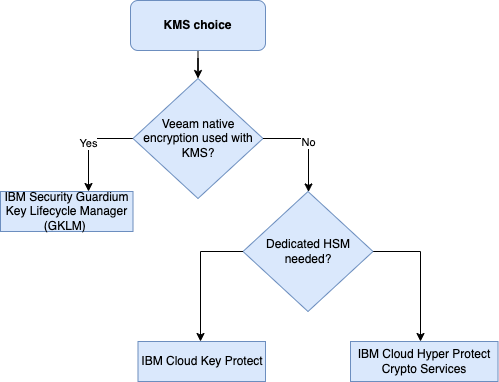 KMS choice
Veeam native
encryption used with
KMS?
Yes
No
IBM Security Guardium
Key Lifecycle Manager
(GKLM)
Dedicated HSM
needed?
IBM Cloud Key Protect
IBM Cloud Hyper Protect
Crypto Services